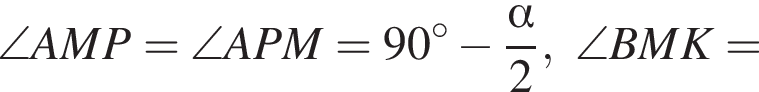 ∠AMP = ∠APM = 90° − α/2, ∠BMK =